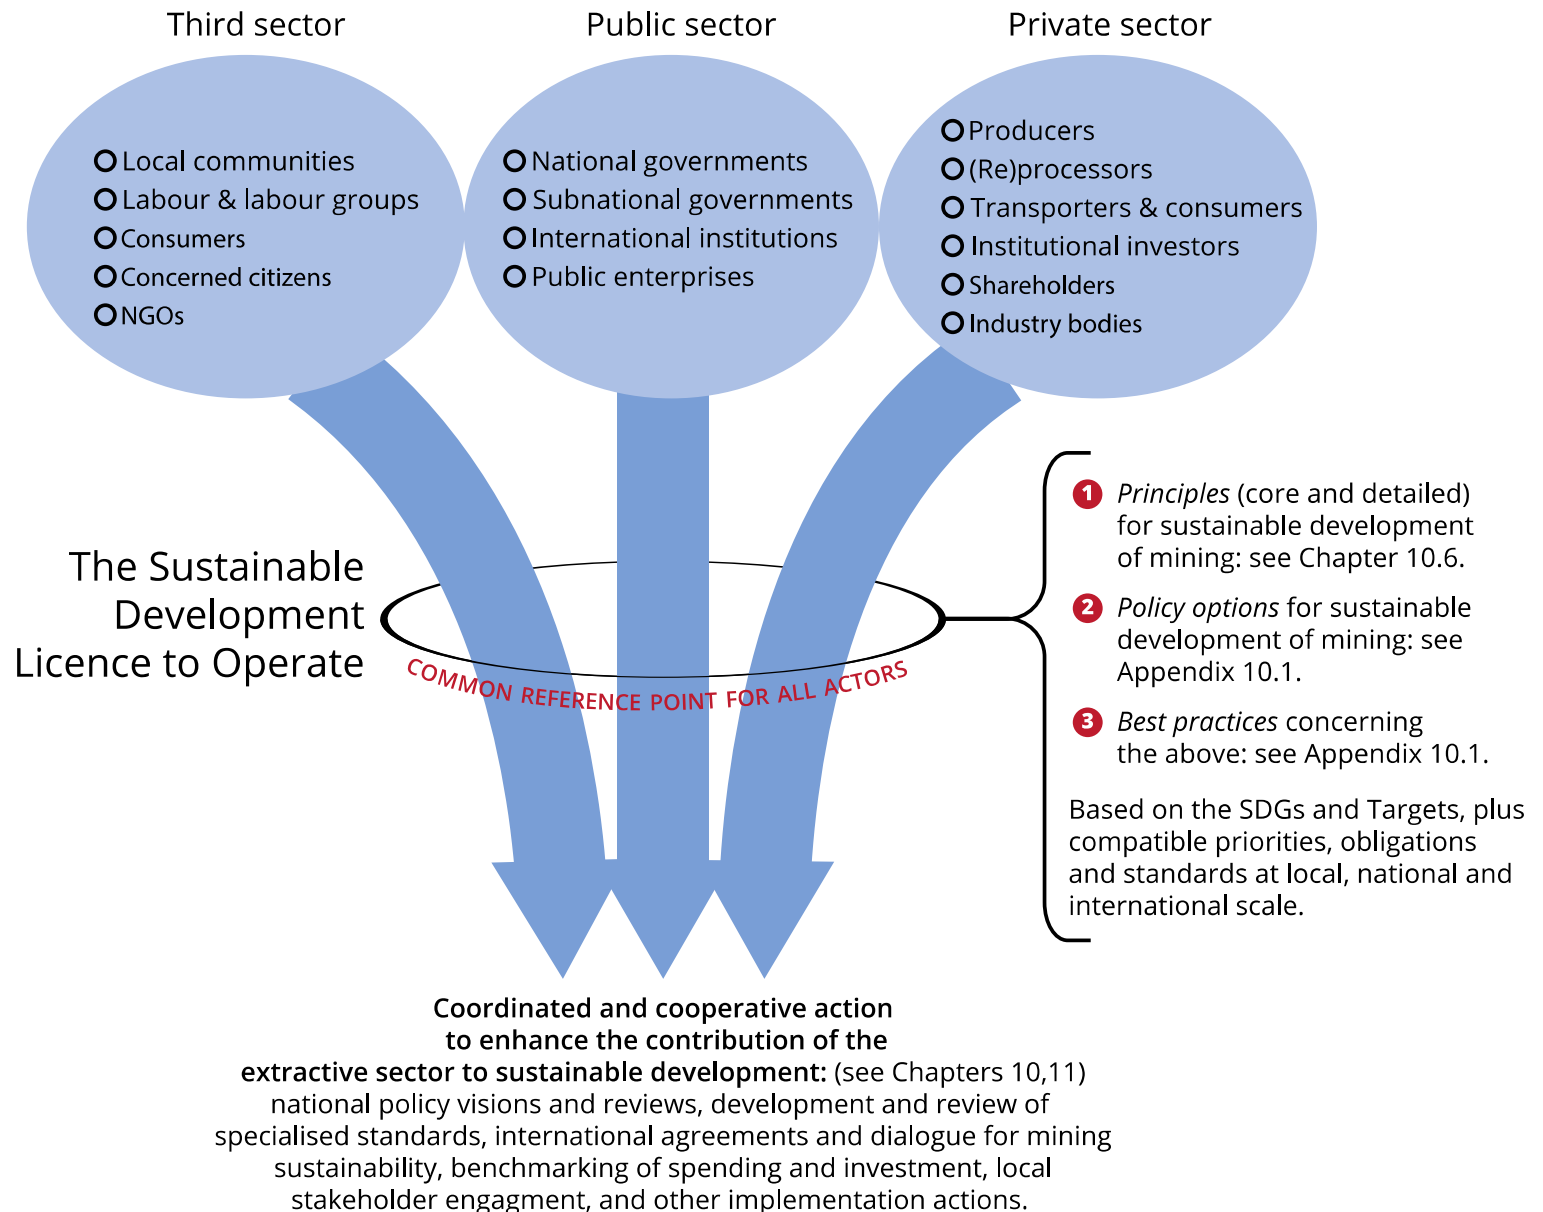 Third sector
Local communities
Labour & labour groups
Consumers
Concerned citizens
NGOs
Public sector
National governments
Subnational governments
International institutions
Public enterprises
Private sector
Producers
(Re)processors
Transporters & consumers
Institutional investors
Shareholders
Industry bodies
The Sustainable
Development
Licence to Operate
COMMON REFERENCE POINT FOR ALL ACTORS
1 Principles (core and detailed)
for sustainable development
of mining: see Chapter 10.6.
2 Policy options for sustainable
development of mining: see
Appendix 10.1.
3 Best practices concerning
the above: see Appendix 10.1.
Based on the SDGs and Targets, plus
compatible priorities, obligations
and standards at local, national and
international scale.
Coordinated and cooperative action
to enhance the contribution of the
extractive sector to sustainable development: (see Chapters 10,11)
national policy visions and reviews, development and review of
specialised standards, international agreements and dialogue for mining
sustainability, benchmarking of spending and investment, local
stakeholder engagment, and other implementation actions.